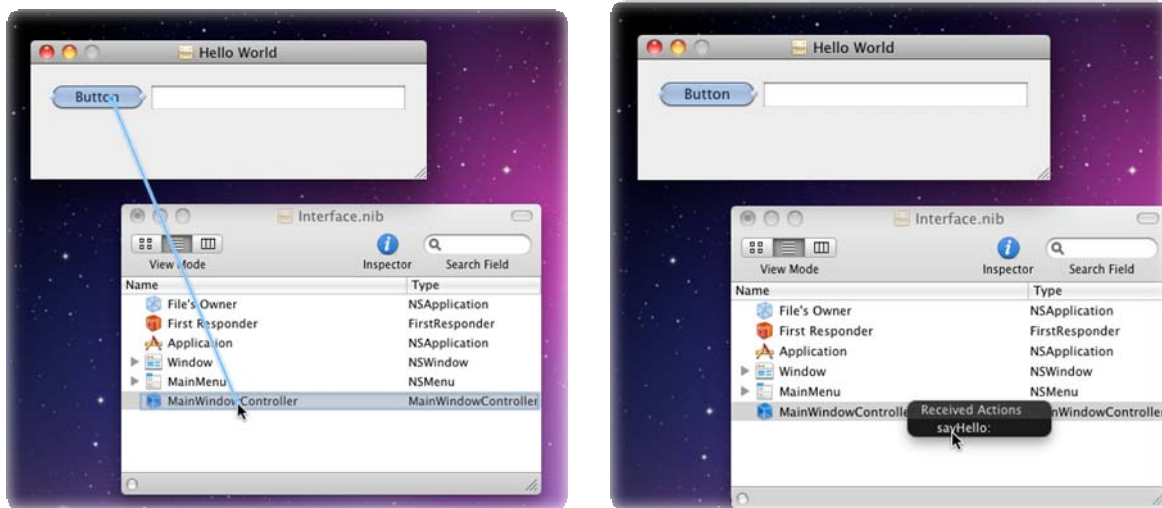 Hello World
Button
Interface.nib
View Mode
Inspector
Search Field
Name Type
File's Owner NSApplication
First Responder FirstResponder
Application NSApplication
Window NSWindow
MainMenu NSMenu
MainWindowController MainWindowController
Hello World
Button
Interface.nib
View Mode
Inspector
Search Field
Name Type
File's Owner NSApplication
First Responder FirstResponder
Application NSApplication
Window NSWindow
MainMenu NSMenu
MainWindowControlle nWindowController
Received Actions
sayHello: